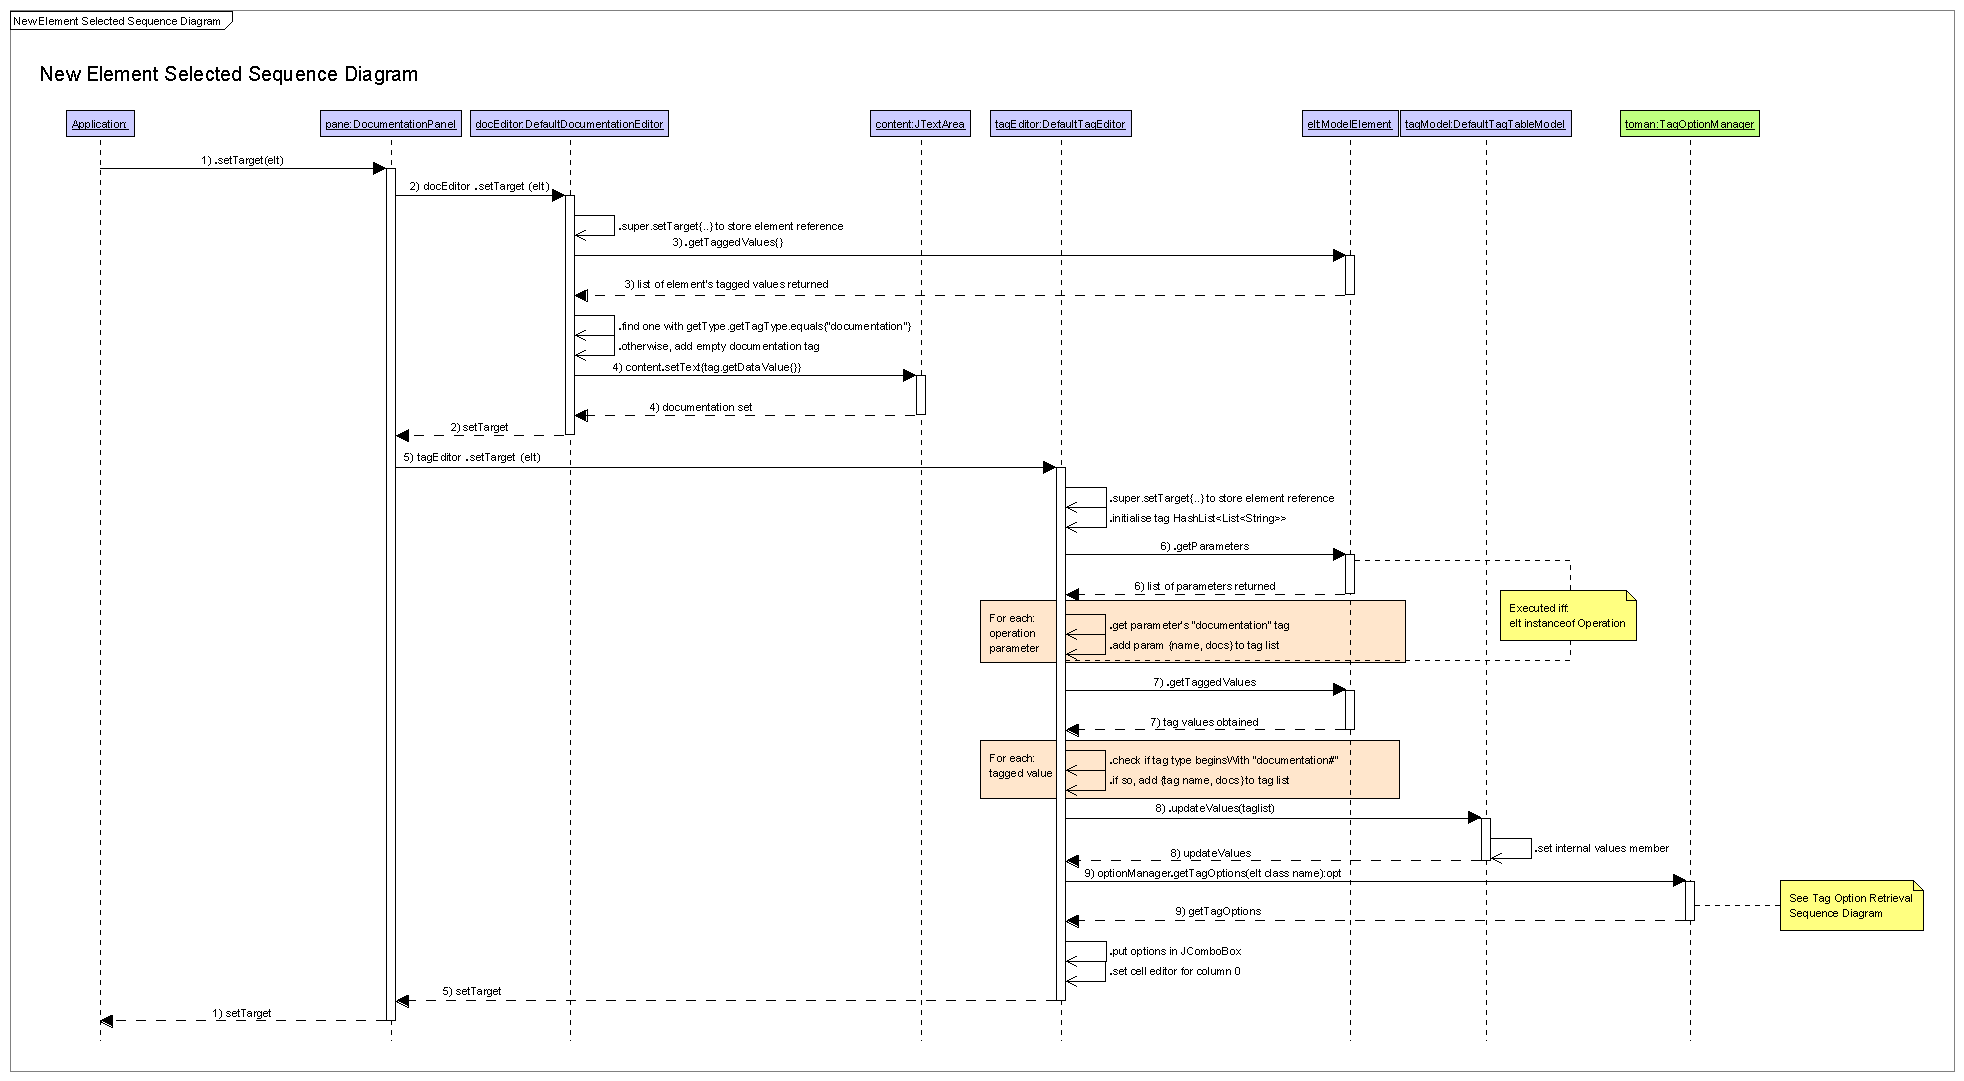 New Element Selected Sequence Diagram
New Element Selected Sequence Diagram
Application:
pane:DocumentationPanel
docEditor:DefaultDocumentationEditor
content:JTextArea
tagEditor:DefaultTagEditor
elt:ModelElement
tagModel:DefaultTagTableModel
toman:TagOptionManager
1) .setTarget(elt)
2) docEditor .setTarget (elt)
.super.setTarget{..} to store element reference
3) .getTaggedValues{}
3) list of element's tagged values returned
.find one with getType.getTagType.equals{"documentation"}
.otherwise, add empty documentation tag
4) content.setText{tag.getDataValue{}}
4) documentation set
2) setTarget
5) tagEditor .setTarget (elt)
.super.setTarget{..} to store element reference
.initialise tag HashList<List<String>>
6) .getParameters
6) list of parameters returned
Executed iff:
elt instanceof Operation
For each:
operation
parameter
.get parameter's "documentation" tag
.add param {name, docs} to tag list
7) .getTaggedValues
7) tag values obtained
For each:
tagged value
.check if tag type beginsWith "documentation#"
.if so, add {tag name, docs} to tag list
8) .updateValues(taglist)
.set internal values member
8) updateValues
9) optionManager.getTagOptions(elt class name):opt
See Tag Option Retrieval
Sequence Diagram
9) getTagOptions
.put options in JComboBox
.set cell editor for column 0
5) setTarget
1) setTarget